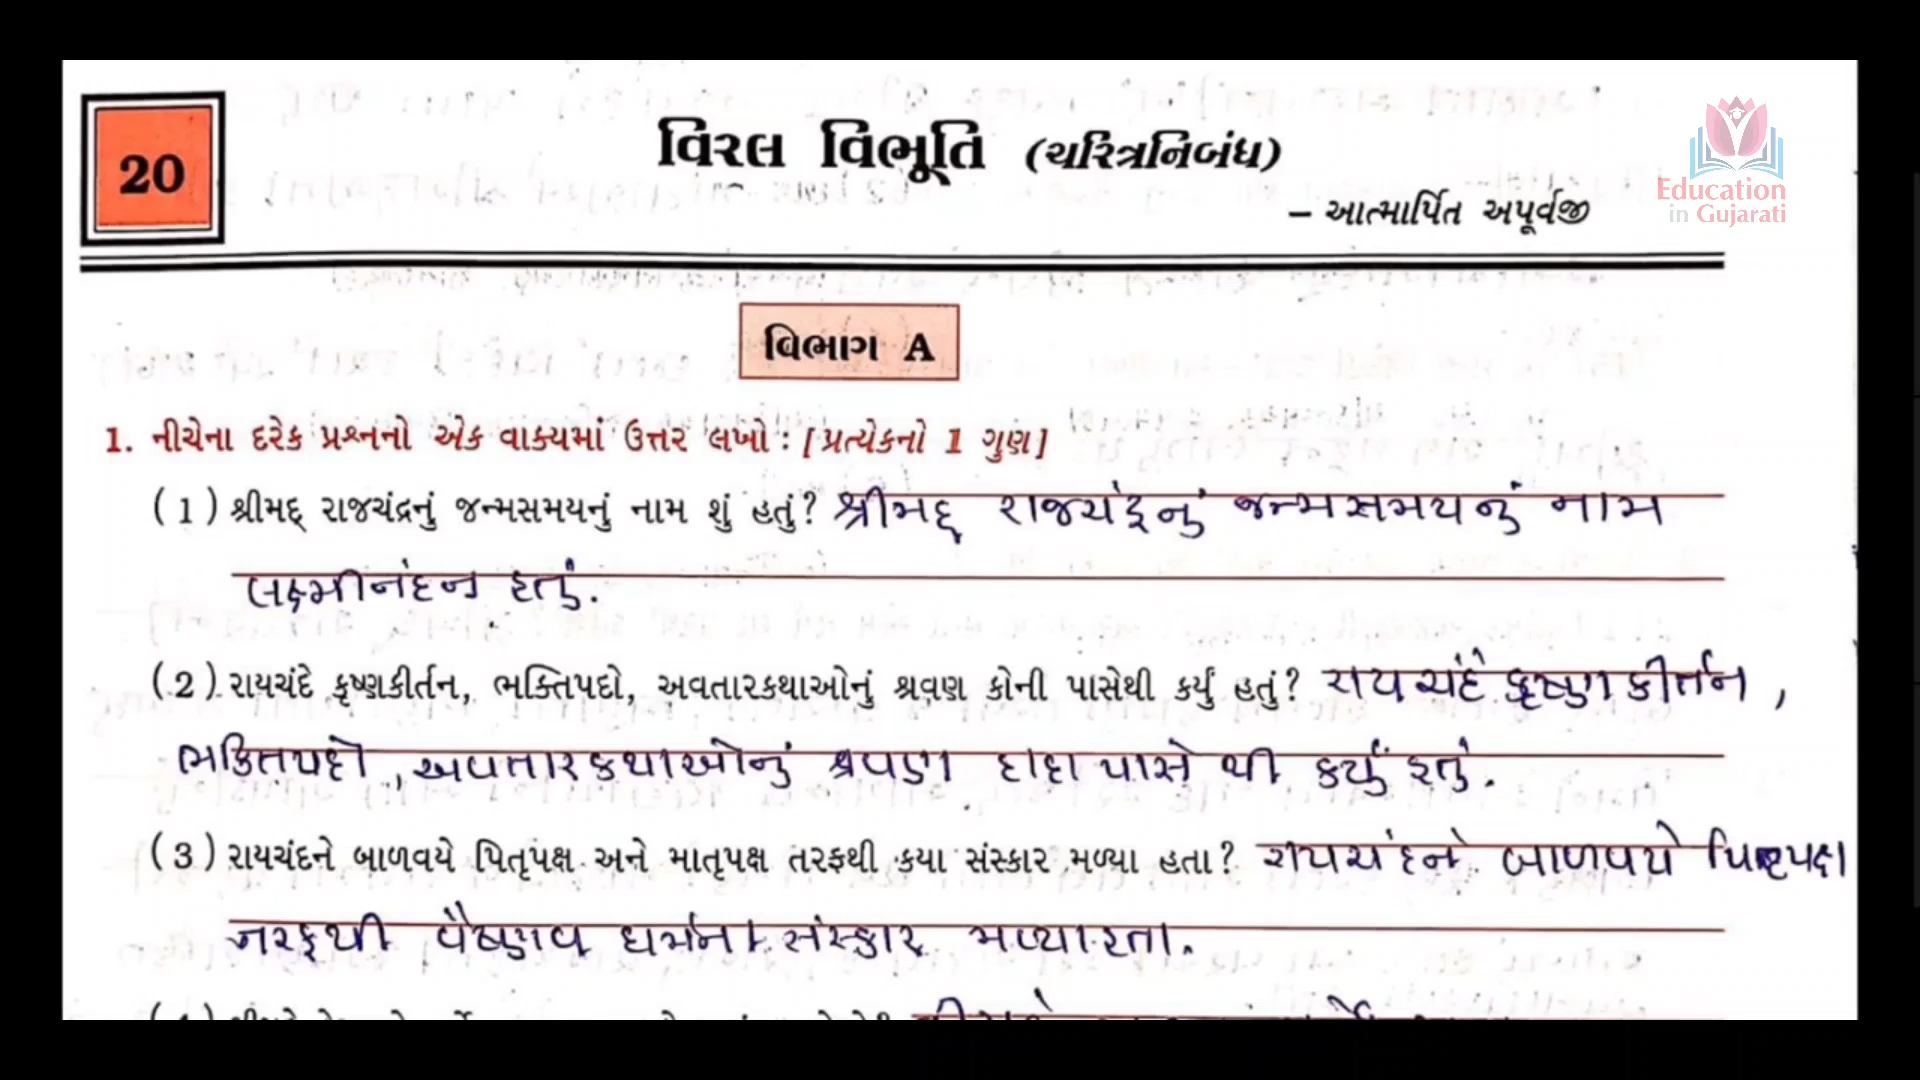 20
વિરલ વિભૂતિ (ચરિત્રનિબંધ)
– આત્માર્પિત અપૂર્વજી
Education
in Gujarati
વિભાગ A
1. નીચેના દરેક પ્રશ્નનો એક વાક્યમાં ઉત્તર લખો : [પ્રત્યેકનો 1 ગુણ]
(1) શ્રીમદ્ રાજચંદ્રનું જન્મસમયનું નામ શું હતું? શ્રીમદ્ રાજચંદ્રનું જન્મસમયનું નામ
લક્ષ્મીનંદન હતું.
(2) રાયચંદે કૃષ્ણકીર્તન, ભક્તિપદો, અવતારકથાઓનું શ્રવણ કોની પાસેથી કર્યું હતું? રાયચંદે કૃષ્ણકીર્તન,
ભક્તિપદો, અવતારકથાઓનું શ્રવણ દાદા પાસેથી કર્યું હતું.
(3) રાયચંદને બાળવયે પિતૃપક્ષ અને માતૃપક્ષ તરફથી કયા સંસ્કાર મળ્યા હતા? રાયચંદને બાળવયે પિતૃપક્ષ
તરફથી વૈષ્ણવ ધર્મના સંસ્કાર મળ્યા હતા.